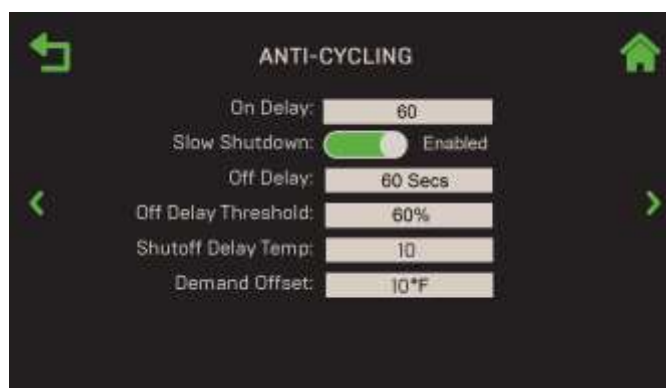 ANTI-CYCLING
On Delay: 60
Slow Shutdown: Enabled
Off Delay: 60 Secs
Off Delay Threshold: 60%
Shutoff Delay Temp: 10
Demand Offset: 10°F